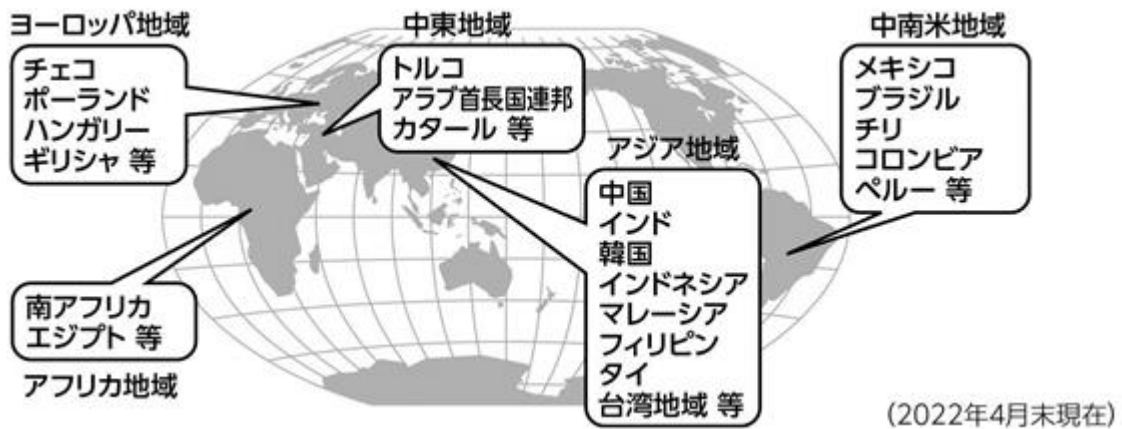 ヨーロッパ地域
チェコ
ポーランド
ハンガリー
ギリシャ 等
中東地域
トルコ
アラブ首長国連邦
カタール 等
アジア地域
中国
インド
韓国
インドネシア
マレーシア
フィリピン
タイ
台湾地域 等
中南米地域
メキシコ
ブラジル
チリ
コロンビア
ペルー 等
南アフリカ
エジプト 等
アフリカ地域
(2022年4月末現在)